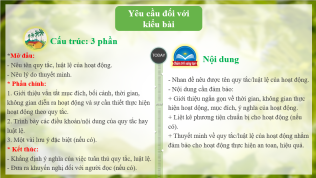 Yêu cầu đối với
kiểu bài
Cấu trúc: 3 phần
*Mở đầu:
- Nêu tên quy tắc, luật lệ của hoạt động.
- Nêu lý do thuyết minh.
* Phần chính:
1. Giới thiệu vắn tắt mục đích, bối cảnh, thời gian,
không gian diễn ra hoạt động và sự cần thiết thực hiện
hoạt động theo quy tắc.
2. Trình bày các điều khoản/nội dung của quy tắc hay
luật lệ.
3. Một vài lưu ý đặc biệt (nếu có).
* Kết thúc:
- Khẳng định ý nghĩa của việc tuân thủ quy tắc, luật lệ.
- Đưa ra khuyến nghị đối với người đọc (nếu có).
TODAY
Nội dung
- Nhan đề nêu được tên quy tắc/luật lệ của hoạt động.
- Nội dung cần đảm bảo:
+ Giới thiệu ngắn gọn về thời gian, không gian thực
hiện hoạt động, mục đích, ý nghĩa của hoạt động.
+ Liệt kê phương tiện chuẩn bị cho hoạt động (nếu
có).
+ Thuyết minh về quy tắc/luật lệ của hoạt động nhằm
đảm bảo cho hoạt động thực hiện an toàn, hiệu quả.